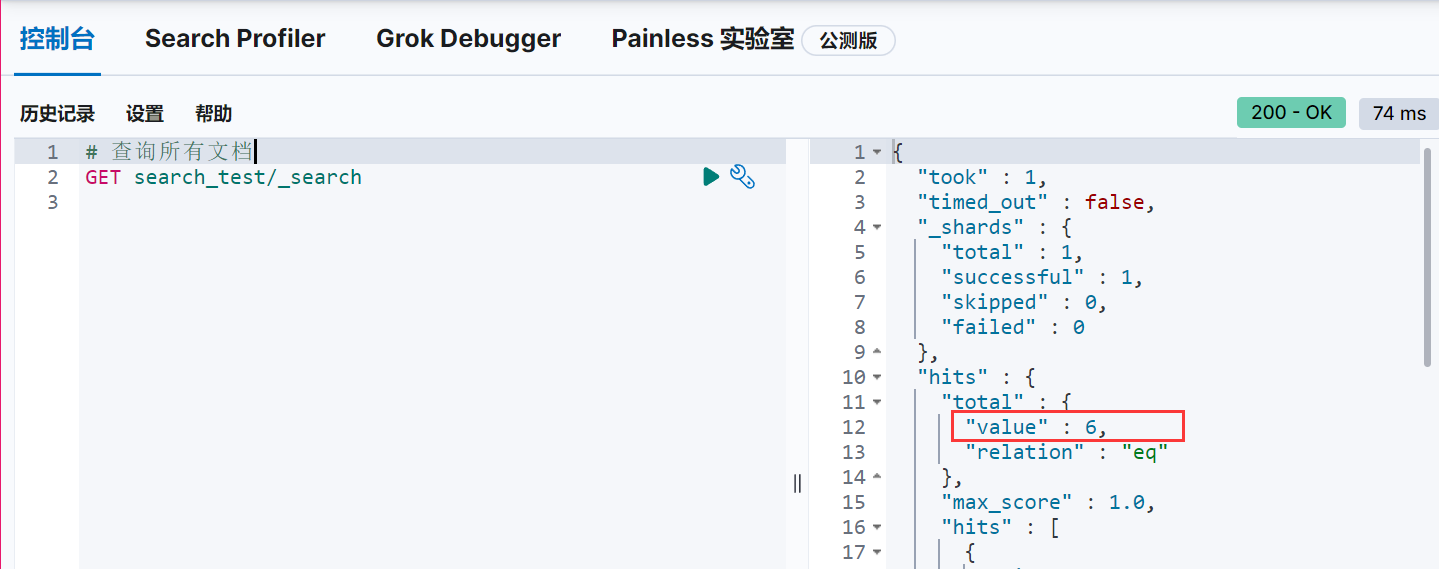 控制台 Search Profiler Grok Debugger Painless 实验室 公测版
历史记录 设置 帮助 200 - OK 74 ms
1 # 查询所有文档
2 GET search_test/_search
3
1 {
2 "took" : 1,
3 "timed_out" : false,
4 "_shards" : {
5 "total" : 1,
6 "successful" : 1,
7 "skipped" : 0,
8 "failed" : 0
9 },
10 "hits" : {
11 "total" : {
12 "value" : 6,
13 "relation" : "eq"
14 },
15 "max_score" : 1.0,
16 "hits" : [
17 {